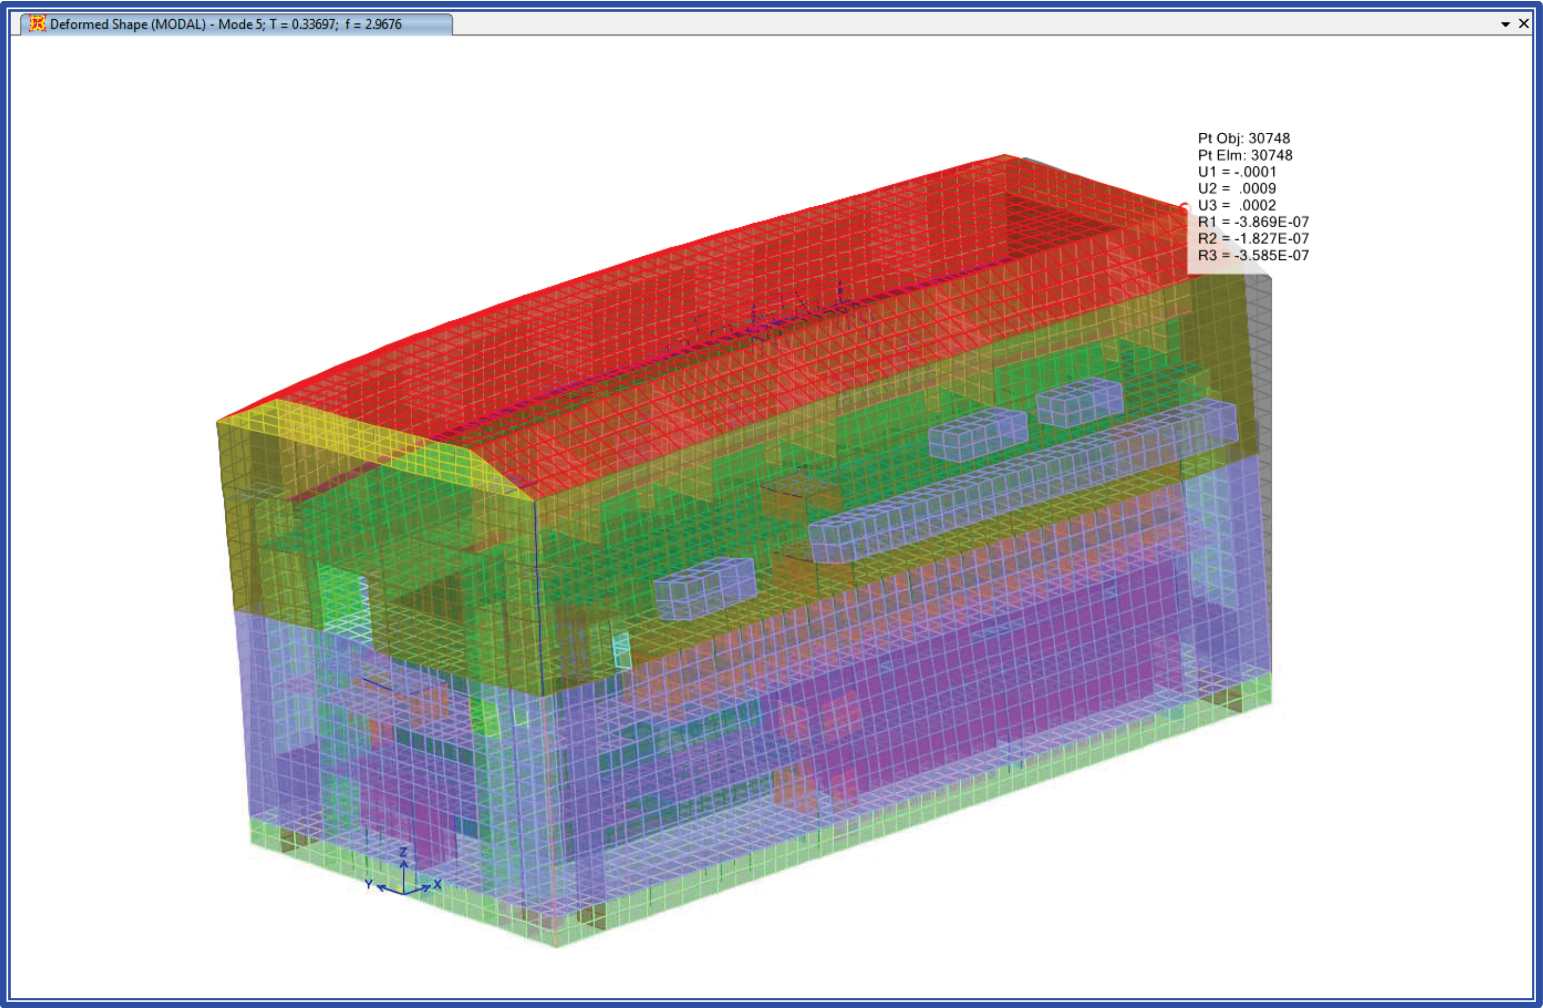 Deformed Shape (MODAL) - Mode 5; T = 0.33697; f = 2.9676
Pt Obj: 30748
Pt Elm: 30748
U1 = -.0001
U2 = .0009
U3 = .0002
R1 = -3.869E-07
R2 = -1.827E-07
R3 = -3.585E-07
Z
Y X